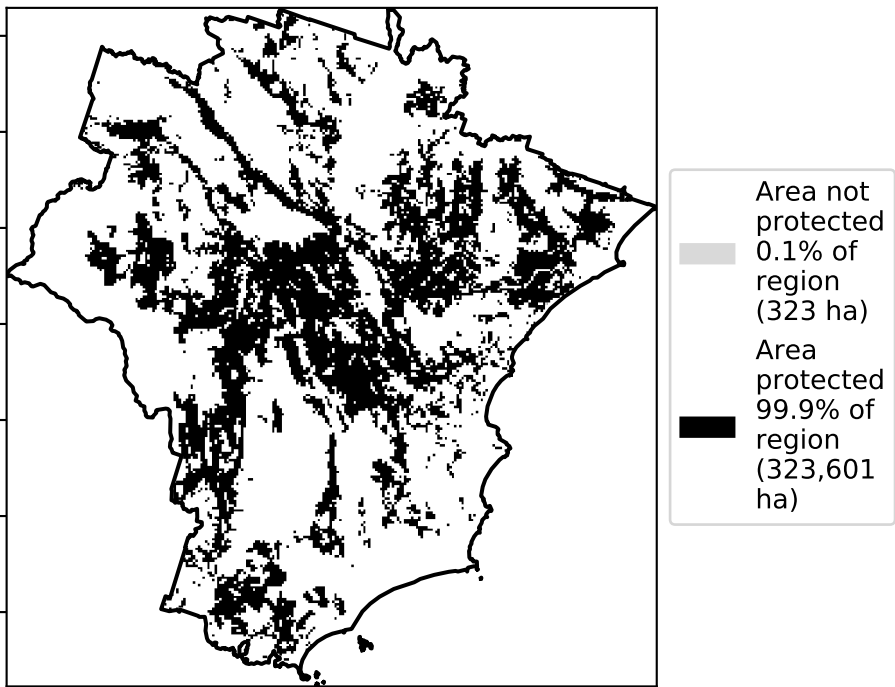 Area not
protected
0.1% of
region
(323 ha)
Area
protected
99.9% of
region
(323,601
ha)